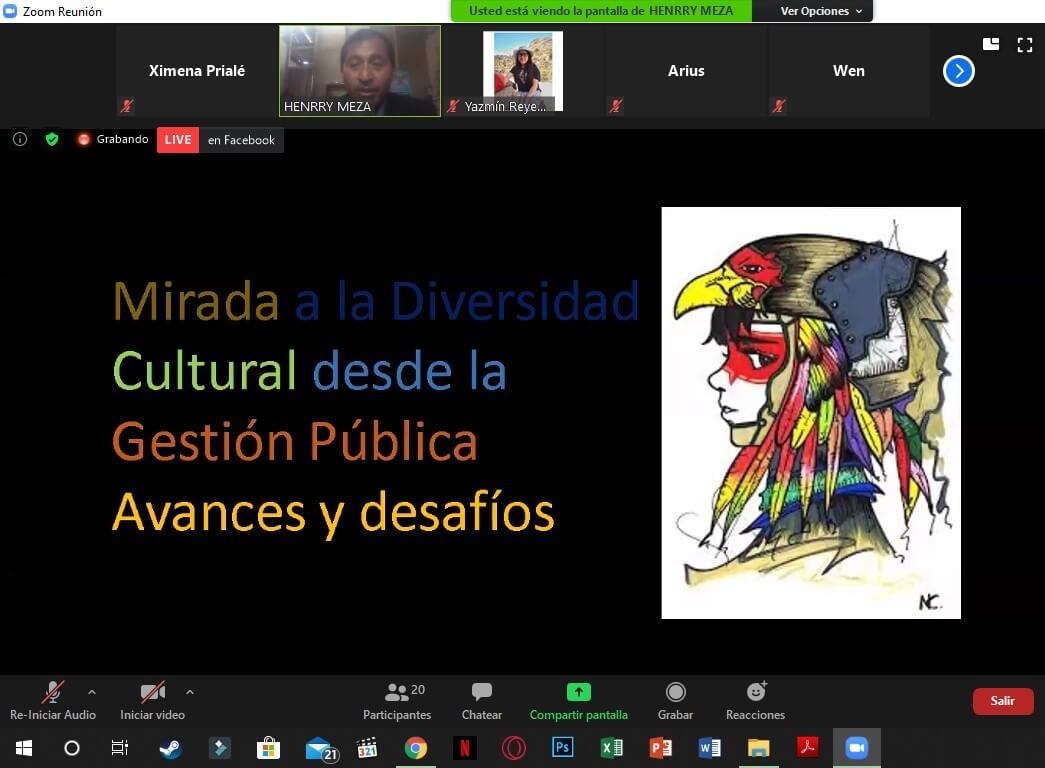 Zoom Reunión
Usted está viendo la pantalla de HENRRY MEZA
Ver Opciones
Ximena Prialé
HENRRY MEZA
Yazmín Reye...
Arius
Wen
Grabando
LIVE
en Facebook
Mirada a la Diversidad
Cultural desde la
Gestión Pública
Avances y desafíos
NC.
Re-Iniciar Audio
Iniciar video
20
Participantes
Chatear
Compartir pantalla
Grabar
Reacciones
Salir
21
321
N
Ps
X
P
W